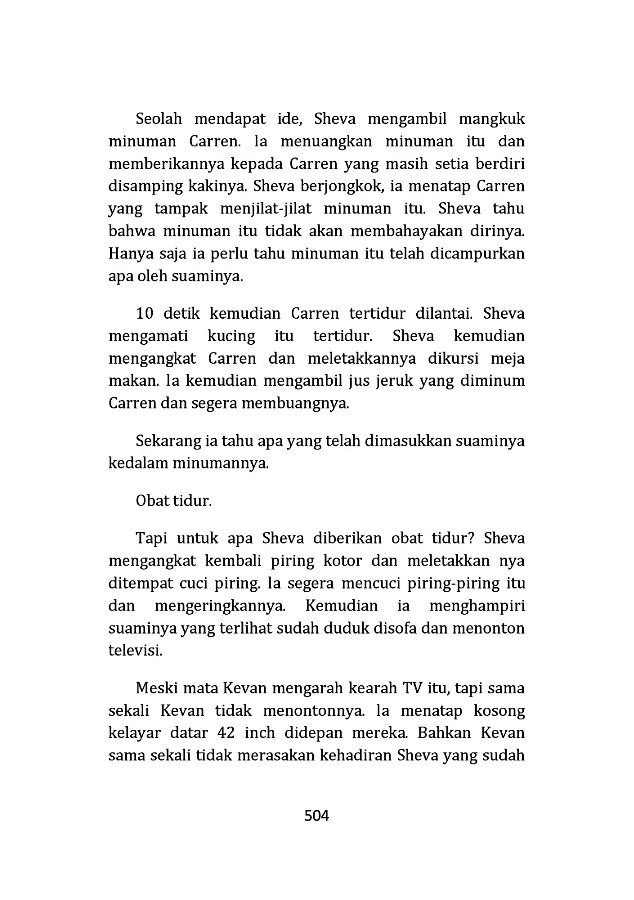 Seolah mendapat ide, Sheva mengambil mangkuk
minuman Carren. Ia menuangkan minuman itu dan
memberikannya kepada Carren yang masih setia berdiri
disamping kakinya. Sheva berjongkok, ia menatap Carren
yang tampak menjilat-jilat minuman itu. Sheva tahu
bahwa minuman itu tidak akan membahayakan dirinya.
Hanya saja ia perlu tahu minuman itu telah dicampurkan
apa oleh suaminya.
10 detik kemudian Carren tertidur dilantai. Sheva
mengamati kucing itu tertidur. Sheva kemudian
mengangkat Carren dan meletakkannya dikursi meja
makan. Ia kemudian mengambil jus jeruk yang diminum
Carren dan segera membuangnya.
Sekarang ia tahu apa yang telah dimasukkan suaminya
kedalam minumannya.
Obat tidur.
Tapi untuk apa Sheva diberikan obat tidur? Sheva
mengangkat kembali piring kotor dan meletakkan nya
ditempat cuci piring. Ia segera mencuci piring-piring itu
dan mengeringkannya. Kemudian ia menghampiri
suaminya yang terlihat sudah duduk disofa dan menonton
televisi.
Meski mata Kevan mengarah kearah TV itu, tapi sama
sekali Kevan tidak menontonnya. Ia menatap kosong
kelayar datar 42 inch didepan mereka. Bahkan Kevan
sama sekali tidak merasakan kehadiran Sheva yang sudah
504